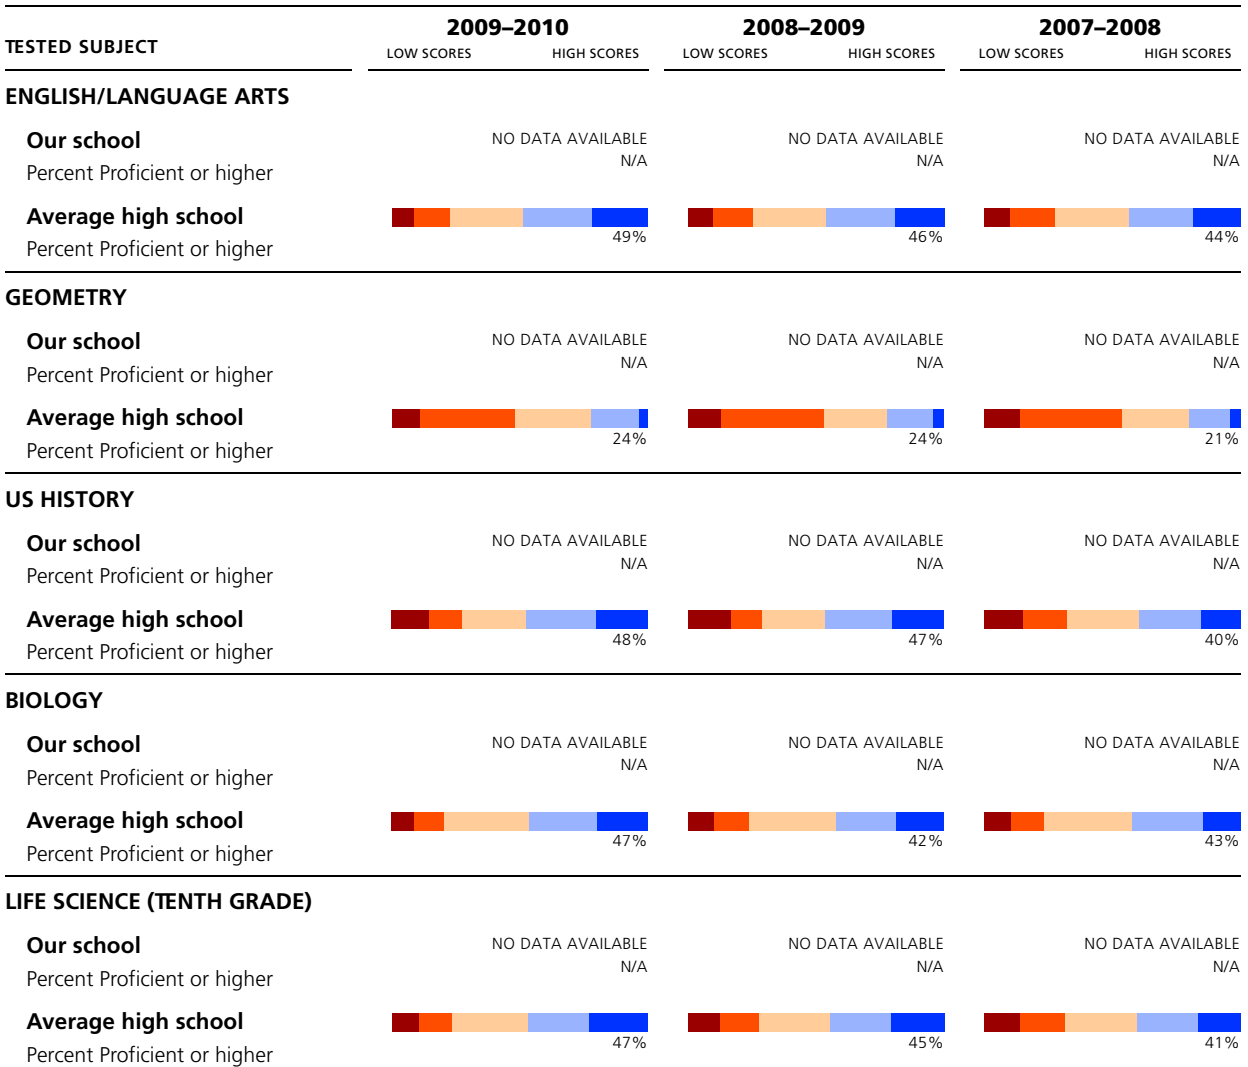 2009–2010 2008–2009 2007–2008
TESTED SUBJECT LOW SCORES HIGH SCORES LOW SCORES HIGH SCORES LOW SCORES HIGH SCORES
ENGLISH/LANGUAGE ARTS
Our school NO DATA AVAILABLE NO DATA AVAILABLE NO DATA AVAILABLE
Percent Proficient or higher N/A N/A N/A
Average high school
Percent Proficient or higher 49% 46% 44%
GEOMETRY
Our school NO DATA AVAILABLE NO DATA AVAILABLE NO DATA AVAILABLE
Percent Proficient or higher N/A N/A N/A
Average high school
Percent Proficient or higher 24% 24% 21%
US HISTORY
Our school NO DATA AVAILABLE NO DATA AVAILABLE NO DATA AVAILABLE
Percent Proficient or higher N/A N/A N/A
Average high school
Percent Proficient or higher 48% 47% 40%
BIOLOGY
Our school NO DATA AVAILABLE NO DATA AVAILABLE NO DATA AVAILABLE
Percent Proficient or higher N/A N/A N/A
Average high school
Percent Proficient or higher 47% 42% 43%
LIFE SCIENCE (TENTH GRADE)
Our school NO DATA AVAILABLE NO DATA AVAILABLE NO DATA AVAILABLE
Percent Proficient or higher N/A N/A N/A
Average high school
Percent Proficient or higher 47% 45% 41%